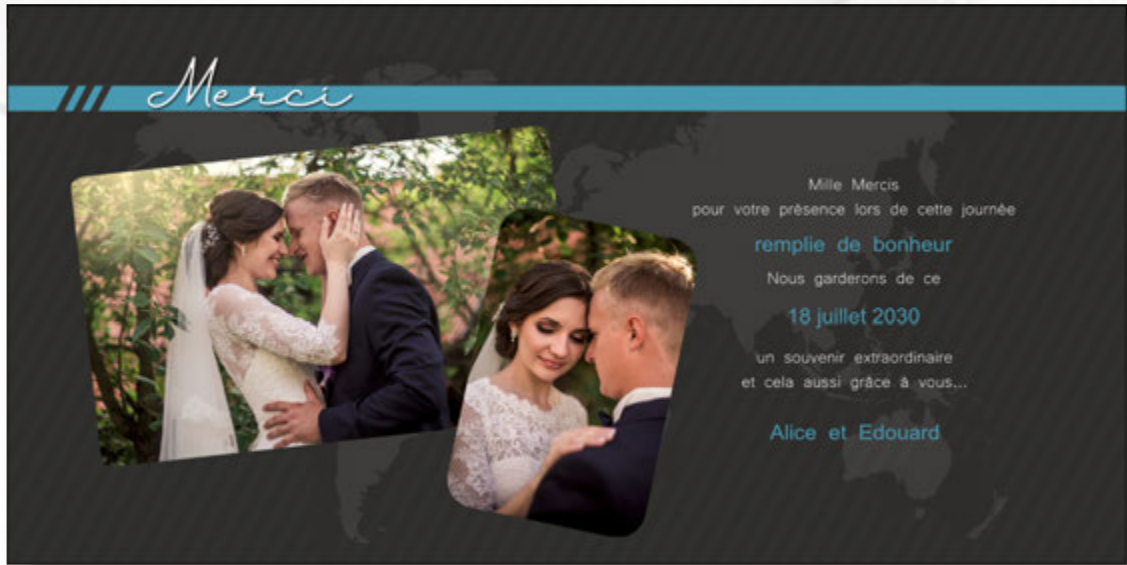 Merci
Mille Mercis
pour votre présence lors de cette journée
remplie de bonheur
Nous garderons de ce
18 juillet 2030
un souvenir extraordinaire
et cela aussi grâce à vous...
Alice et Edouard